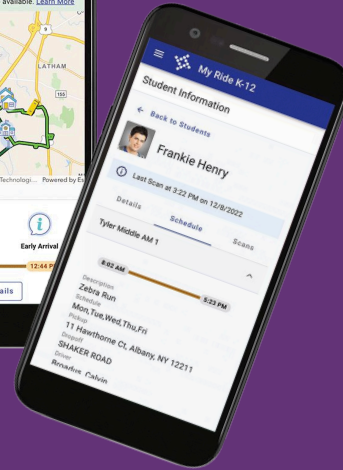 available. Learn More
9
LATHAM
155
Technologi... Powered by Es
Early Arrival
12:44 P
ails
My Ride K-12
Student Information
Back to Students
Frankie Henry
Last Scan at 3:22 PM on 12/8/2022
Details
Schedule
Scans
Tyler Middle AM 1
8:02 AM
5:23 PM
Description
Zebra Run
Schedule
Mon,Tue,Wed,Thu,Fri
Pickup
11 Hawthorne Ct, Albany, NY 12211
Dropoff
SHAKER ROAD
Driver
Broadus, Calvin